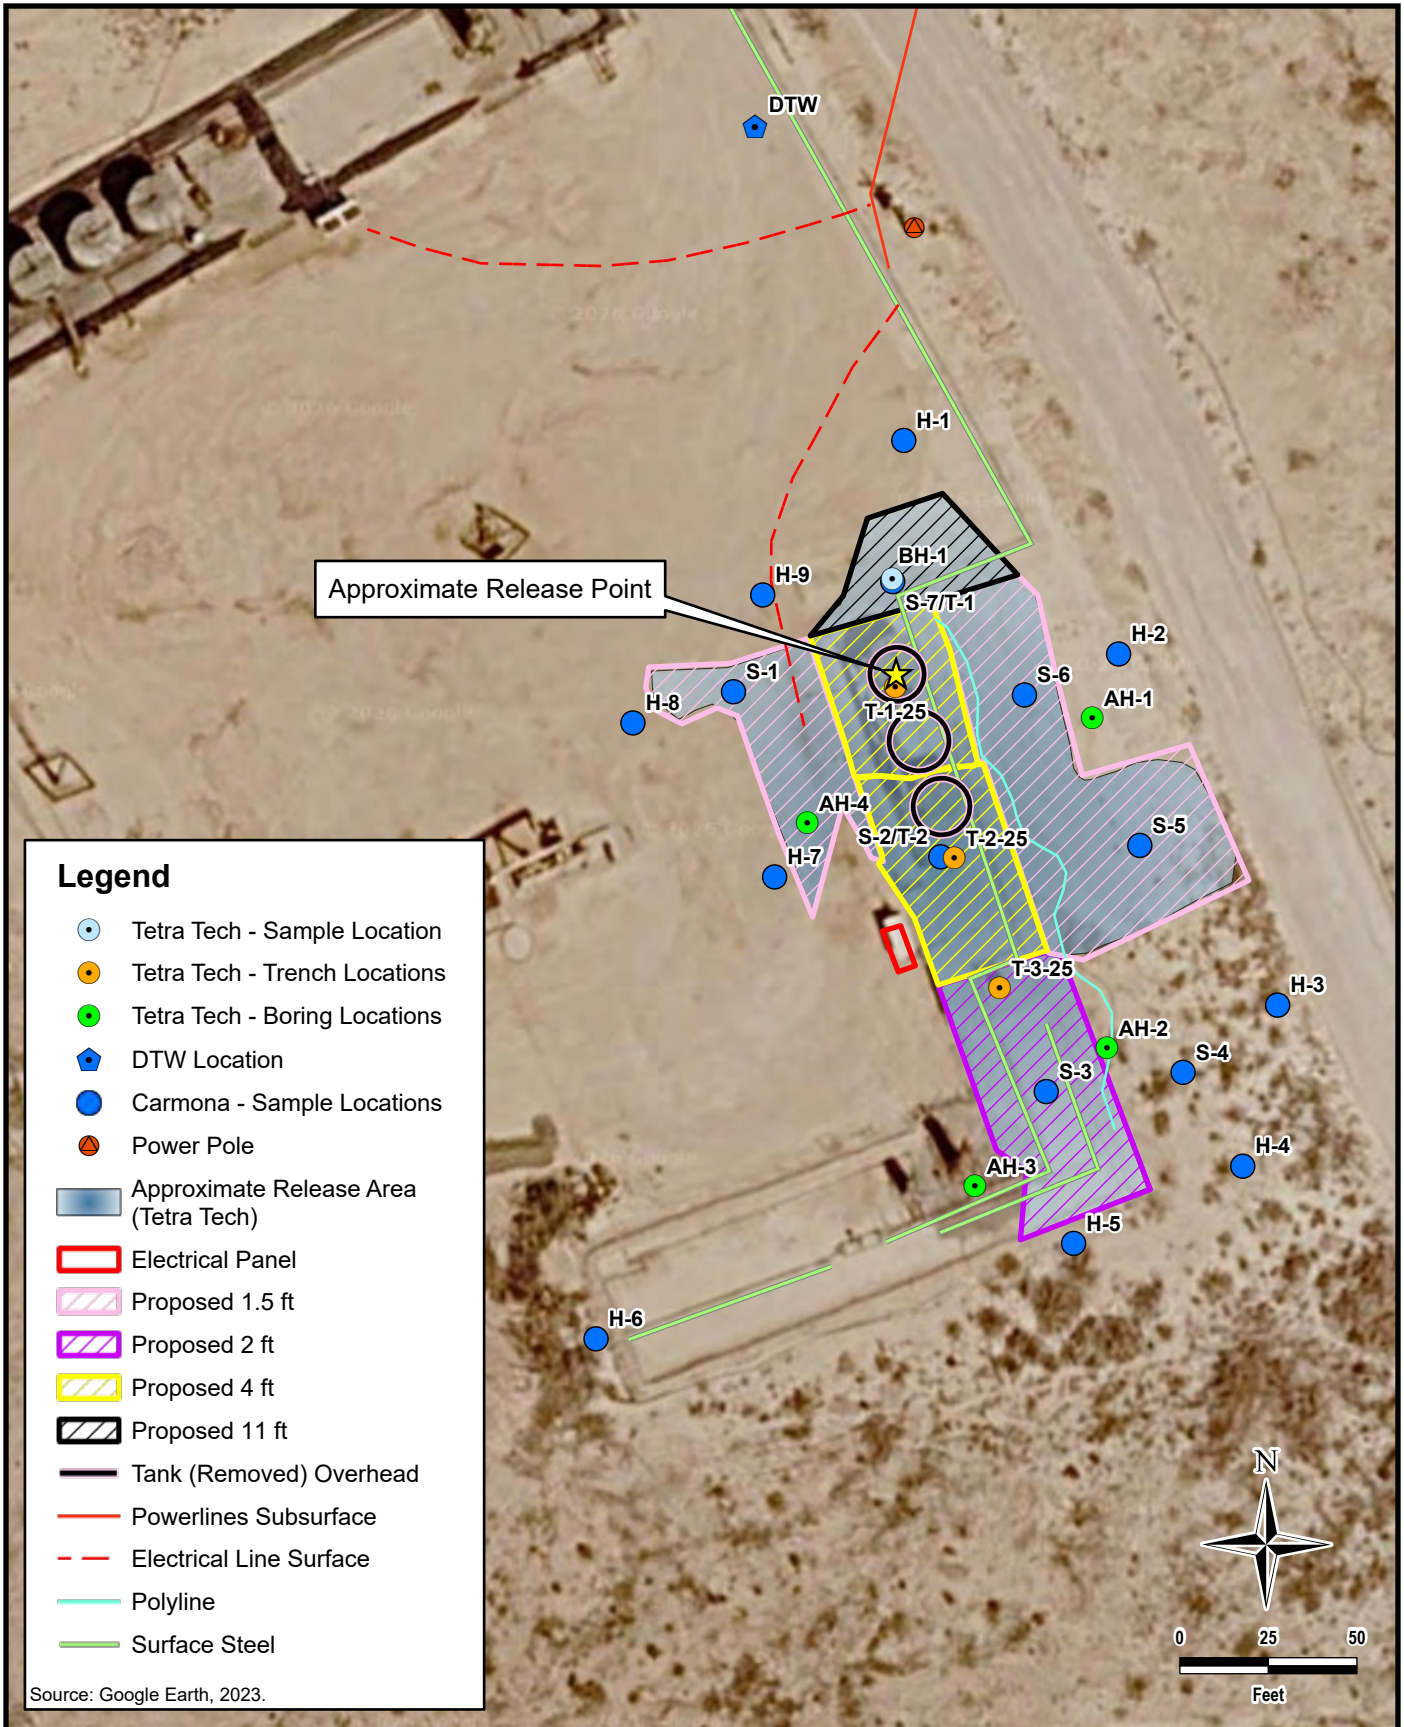 DTW
2026 Google
© 2026 Google
H-1
BH-1
Approximate Release Point
H-9
S-7/T-1
H-2
S-1
S-6
H-8
T-1-25
AH-1
AH-4
S-2/T-2
T-2-25
S-5
H-7
T-3-25
H-3
AH-2
S-4
S-3
H-4
AH-3
H-5
H-6
Legend
Tetra Tech - Sample Location
Tetra Tech - Trench Locations
Tetra Tech - Boring Locations
DTW Location
Carmona - Sample Locations
Power Pole
Approximate Release Area
(Tetra Tech)
Electrical Panel
Proposed 1.5 ft
Proposed 2 ft
Proposed 4 ft
Proposed 11 ft
Tank (Removed) Overhead
Powerlines Subsurface
Electrical Line Surface
Polyline
Surface Steel
Source: Google Earth, 2023.
N
0 25 50
Feet